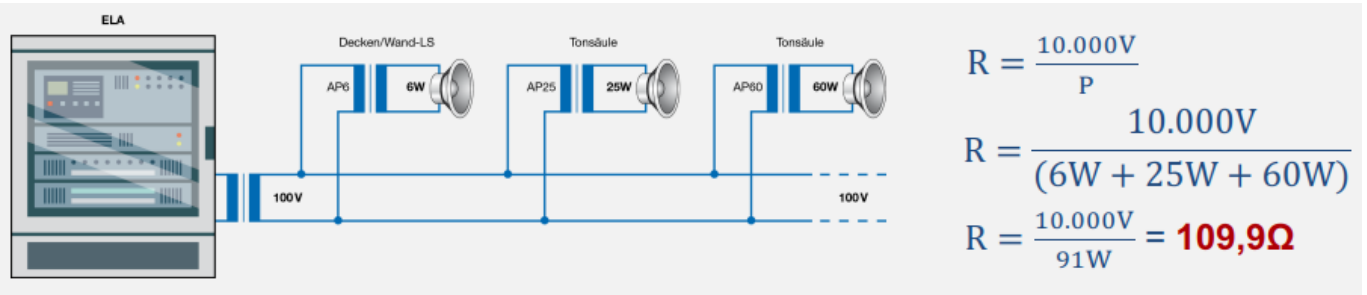 ELA
Decken/Wand-LS
Tonsäule
Tonsäule
AP6
6W
AP25
25W
AP60
60W
100V
100V
R = 10.000V / P
R = 10.000V / (6W + 25W + 60W)
R = 10.000V / 91W = 109,9Ω